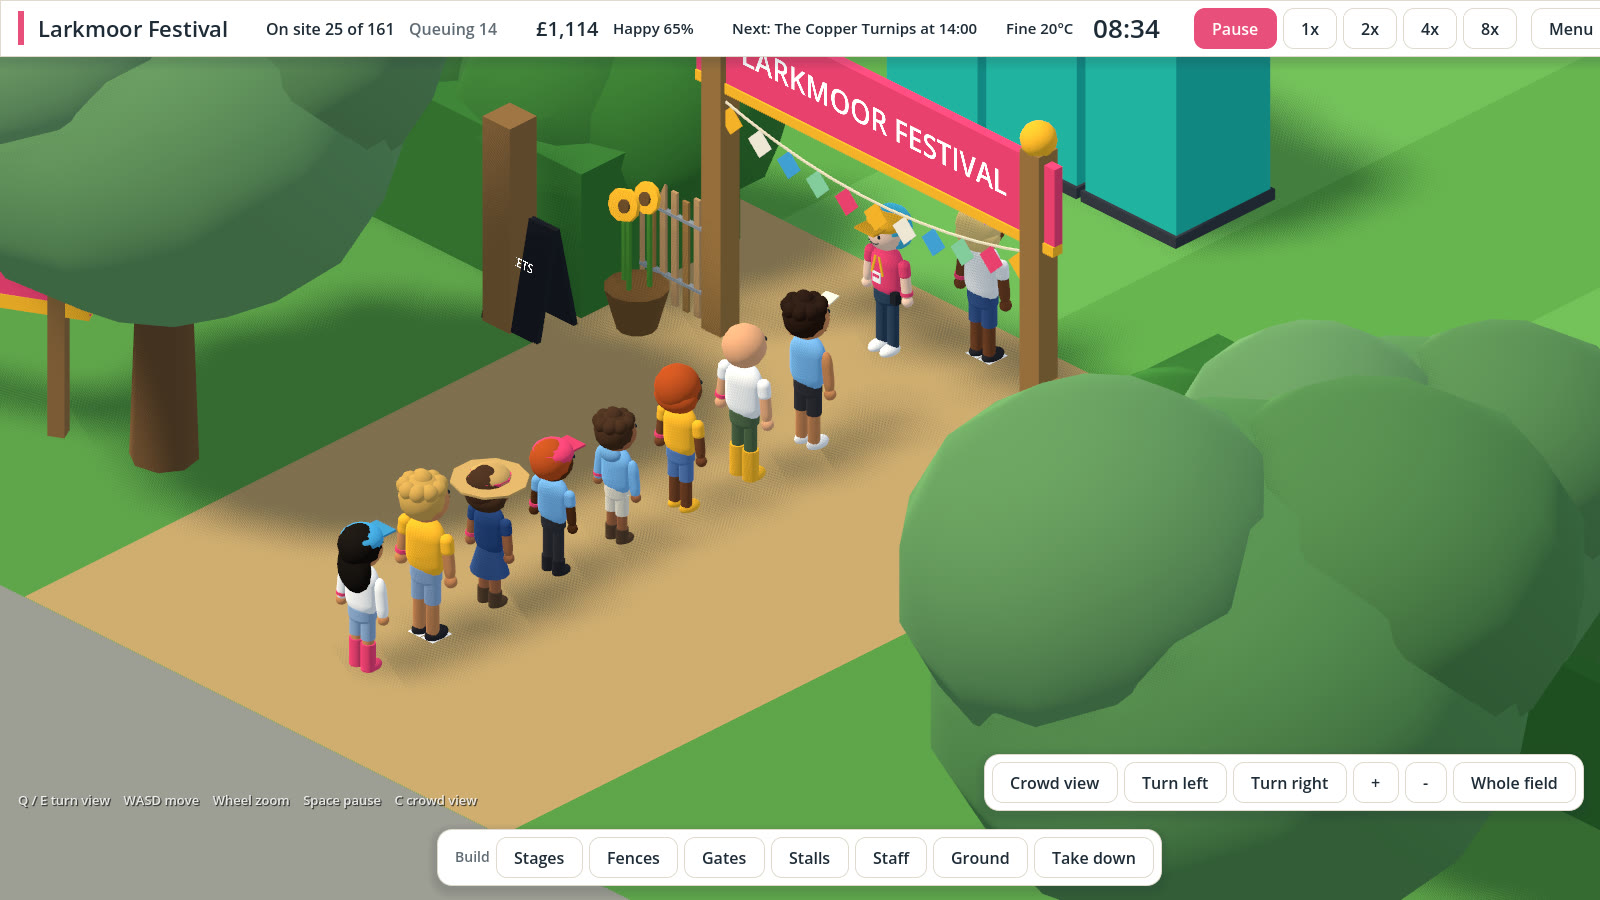 Larkmoor Festival
On site 25 of 161
Queuing 14
£1,114
Happy 65%
Next: The Copper Turnips at 14:00
Fine 20°C
08:34
Pause
1x
2x
4x
8x
Menu
LARKMOOR FESTIVAL
Crowd view
Turn left
Turn right
+
-
Whole field
Q / E turn view
WASD move
Wheel zoom
Space pause
C crowd view
Build
Stages
Fences
Gates
Stalls
Staff
Ground
Take down